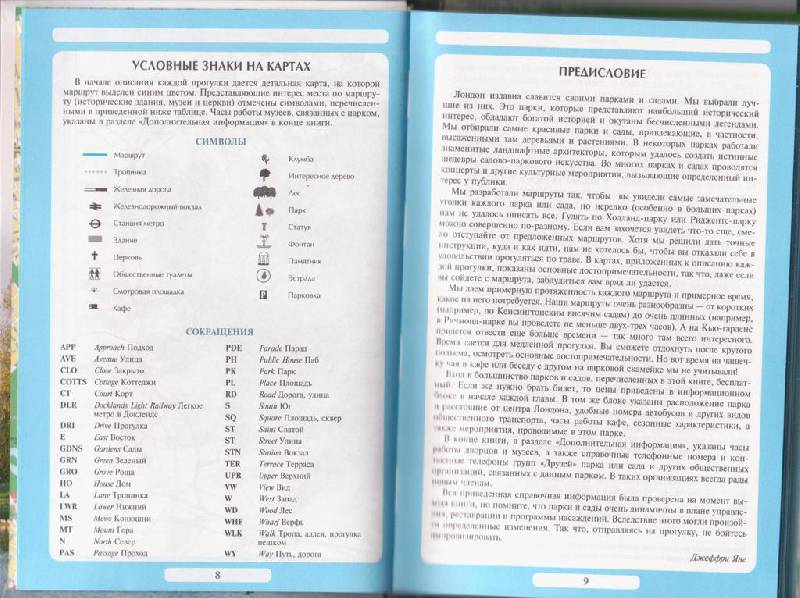 УСЛОВНЫЕ ЗНАКИ НА КАРТАХ
В начале описания каждой прогулки дается детальная карта, на которой
маршрут выделен синим цветом. Представляющие интерес места по маршру-
ту (исторические здания, музеи и церкви) отмечены символами, перечислен-
ными в приведенной ниже таблице. Часы работы музеев, связанных с парком,
указаны в разделе «Дополнительная информация» в конце книги.
СИМВОЛЫ
Маршрут
Тропинка
Железная дорога
Железнодорожный вокзал
Станция метро
Здание
Церковь
Общественные туалеты
Смотровая площадка
Кафе
Клумба
Интересное дерево
Лес
Парк
Статуя
Фонтан
Памятник
Эстрада
P Парковка
СОКРАЩЕНИЯ
APP Approach Подход
AVE Avenue Улица
CLO Close
COTTS Cottage Коттеджи
CT Court Корт
DLR Docklands Light Railway Легкое
метро в Доклендс
DRI Drive Прогулка
E East Восток
GDNS Gardens Сады
GRN Green Зеленый
GRO Grove Роща
HO House Дом
LA Lane Тропинка
LWR Lower Нижний
MS Mews Конюшни
MT Mount Гора
N North Север
PAS Passage Проход
PDE Parade Парад
PH Public House Паб
PK Park Парк
PL Place Площадь
RD Road Дорога, улица
S South Юг
SQ Square Площадь, сквер
ST Saint Святой
ST Street Улица
STN Station Вокзал
TER Terrace Терраса
UPR Upper Верхний
VW View Вид
W West Запад
WD Wood Лес
WHF Wharf Верфь
WLK Walk Тропа, аллея, прогулка
пешком
WY Way Путь, дорога
8
ПРЕДИСЛОВИЕ
Лондон издавна славится своими парками и садами. Мы выбрали луч-
шие из них. Это парки, которые представляют наибольший исторический
интерес, обладают богатой историей и окутаны бесчисленными легендами.
Мы отбирали самые красивые парки и сады, привлекающие, в частности,
высаженными там деревьями и растениями. В некоторых парках работали
знаменитые ландшафтные архитекторы, которым удалось создать истинные
шедевры садово-паркового искусства. Во многих парках и садах проводятся
концерты и другие культурные мероприятия, вызывающие определенный ин-
терес у публики.
Мы разработали маршруты так, чтобы вы увидели самые замечательные
уголки каждого парка или сада, но нередко (особенно в больших парках)
нам не удалось описать все. Гулять по Холланд-парку или Риджентс-парку
можно совершенно по-разному. Если вам захочется увидеть что-то еще, сме-
ло отступайте от предложенных маршрутов. Хотя мы решили дать точные
инструкции, куда и как идти, нам не хотелось бы, чтобы вы отказали себе в
удовольствии прогуляться по траве. В картах, приложенных к описанию каж-
дой прогулки, показаны основные достопримечательности, так что, даже если
вы сойдете с маршрута, заблудиться вам вряд ли удастся.
Мы даем примерную протяженность каждого маршрута и примерное время,
какое на него потребуется. Наши маршруты очень разнообразны — от коротких
(например, по Кенсингтонским висячим садам) до очень длинных (например,
в Ричмонд-парке вы проведете не меньше двух-трех часов). А на Кью-гарденс
придется отвести еще больше времени — так много там всего интересного.
Время дается для медленной прогулки. Вы сможете отдохнуть после крутого
подъема, осмотреть основные достопримечательности. Но вот время на чашеч-
ку чая в кафе или беседу с другом на парковой скамейке мы не учитывали!
Вход в большинство парков и садов, перечисленных в этой книге, бесплат-
ный. Если же нужно брать билет, то цены приведены в информационном
блоке в начале каждой главы. В том же блоке указаны расположение парка
и расстояние от центра Лондона, удобные номера автобусов и других видов
общественного транспорта, часы работы кафе, сезонные характеристики, а
также мероприятия, проводимые в этом парке.
В конце книги, в разделе «Дополнительная информация», указаны часы
работы дворцов и музеев, а также справочные телефонные номера и кон-
тактные телефоны групп «Друзей» парка или сада и других общественных
организаций, связанных с данным парком. В таких организациях всегда рады
новым членам.
Вся приведенная справочная информация была проверена на момент вы-
хода книги, но помните, что парки и сады очень динамичны в плане управле-
ния, реставрации и программы насаждений. Вследствие этого могли произой-
ти определенные изменения. Так что, отправляясь на прогулку, не бойтесь
импровизировать.
Джеффри Янг
9